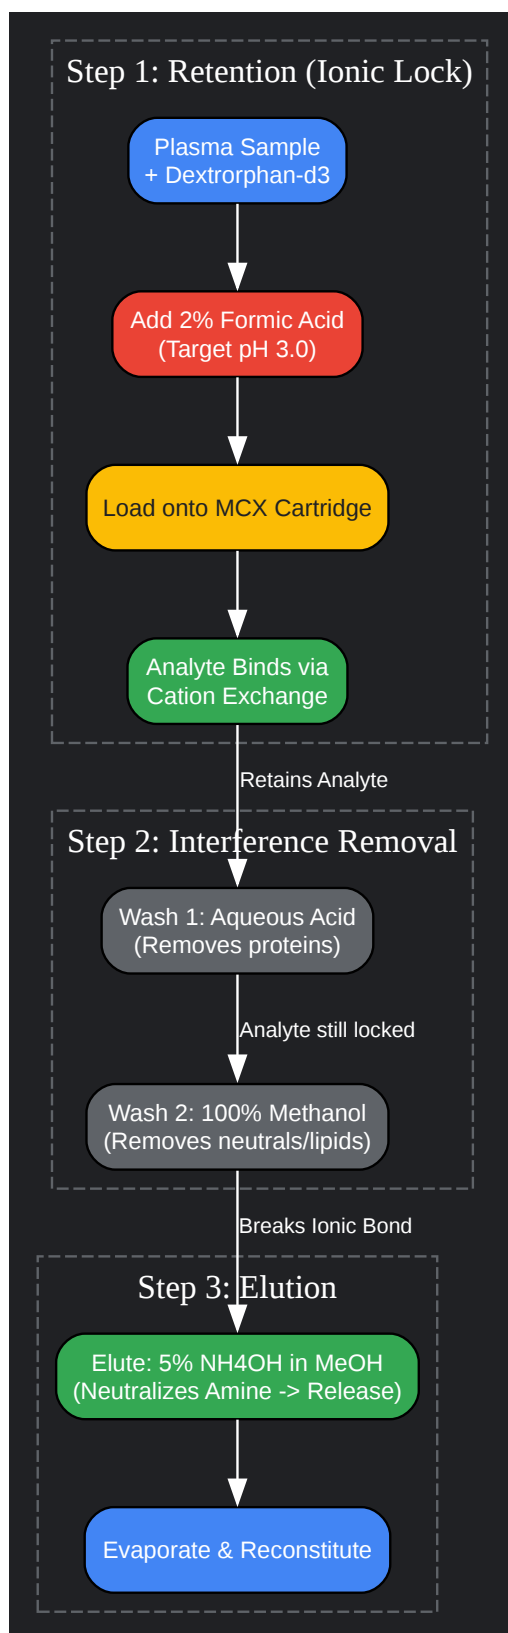 Step 1: Retention (Ionic Lock)
Plasma Sample
+ Dextrorphan-d3
Add 2% Formic Acid
(Target pH 3.0)
Load onto MCX Cartridge
Analyte Binds via
Cation Exchange
Retains Analyte
Step 2: Interference Removal
Wash 1: Aqueous Acid
(Removes proteins)
Analyte still locked
Wash 2: 100% Methanol
(Removes neutrals/lipids)
Breaks Ionic Bond
Step 3: Elution
Elute: 5% NH4OH in MeOH
(Neutralizes Amine -> Release)
Evaporate & Reconstitute